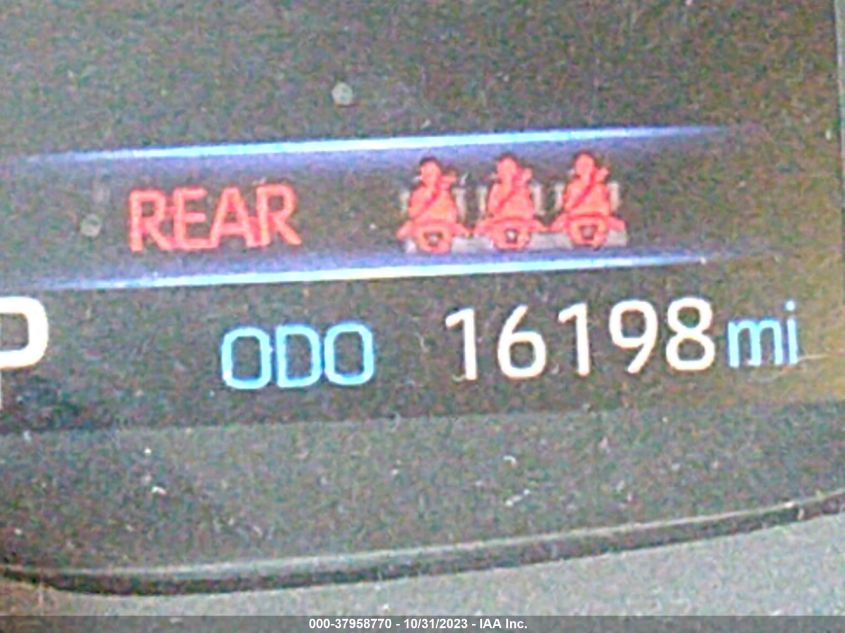 REAR
P ODO 16198 mi
000-37958770 - 10/31/2023 - IAA Inc.